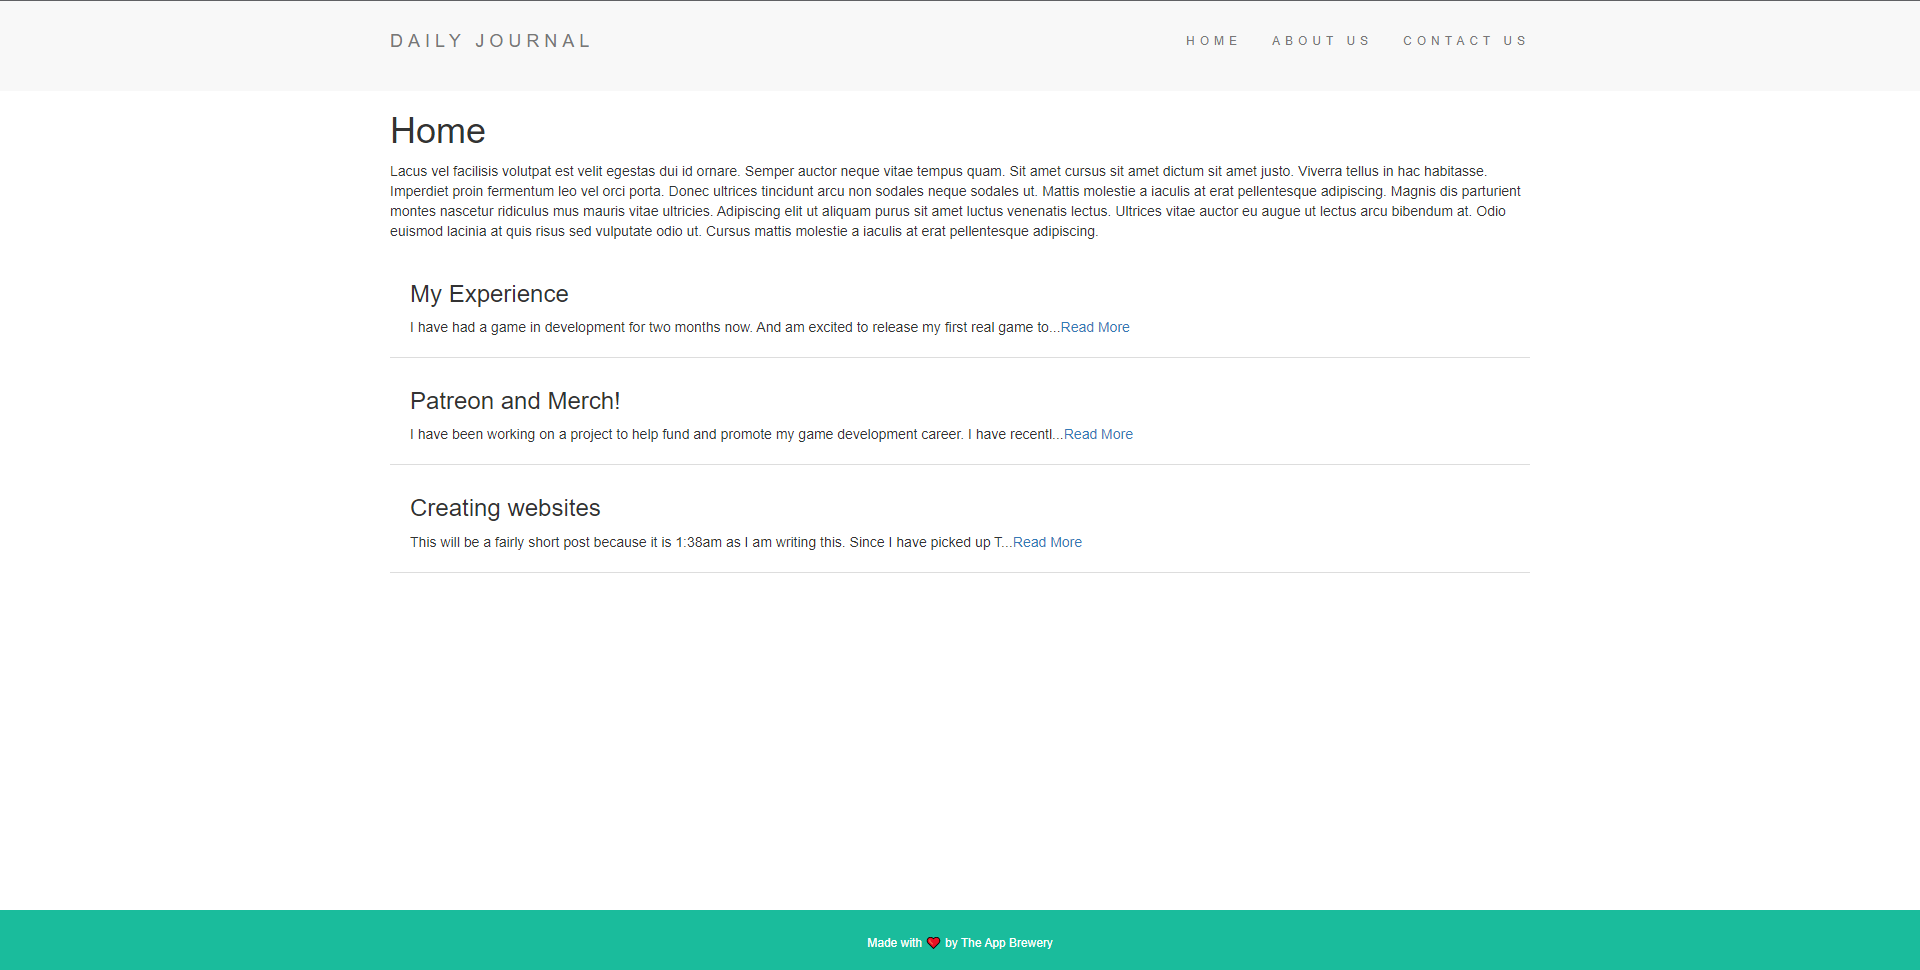 DAILY JOURNAL
HOME ABOUT US CONTACT US
Home
Lacus vel facilisis volutpat est velit egestas dui id ornare. Semper auctor neque vitae tempus quam. Sit amet cursus sit amet dictum sit amet justo. Viverra tellus in hac habitasse.
Imperdiet proin fermentum leo vel orci porta. Donec ultrices tincidunt arcu non sodales neque sodales ut. Mattis molestie a iaculis at erat pellentesque adipiscing. Magnis dis parturient
montes nascetur ridiculus mus mauris vitae ultricies. Adipiscing elit ut aliquam purus sit amet luctus venenatis lectus. Ultrices vitae auctor eu augue ut lectus arcu bibendum at. Odio
euismod lacinia at quis risus sed vulputate odio ut. Cursus mattis molestie a iaculis at erat pellentesque adipiscing.
My Experience
I have had a game in development for two months now. And am excited to release my first real game to...Read More
Patreon and Merch!
I have been working on a project to help fund and promote my game development career. I have recentl...Read More
Creating websites
This will be a fairly short post because it is 1:38am as I am writing this. Since I have picked up T...Read More
Made with ❤️ by The App Brewery